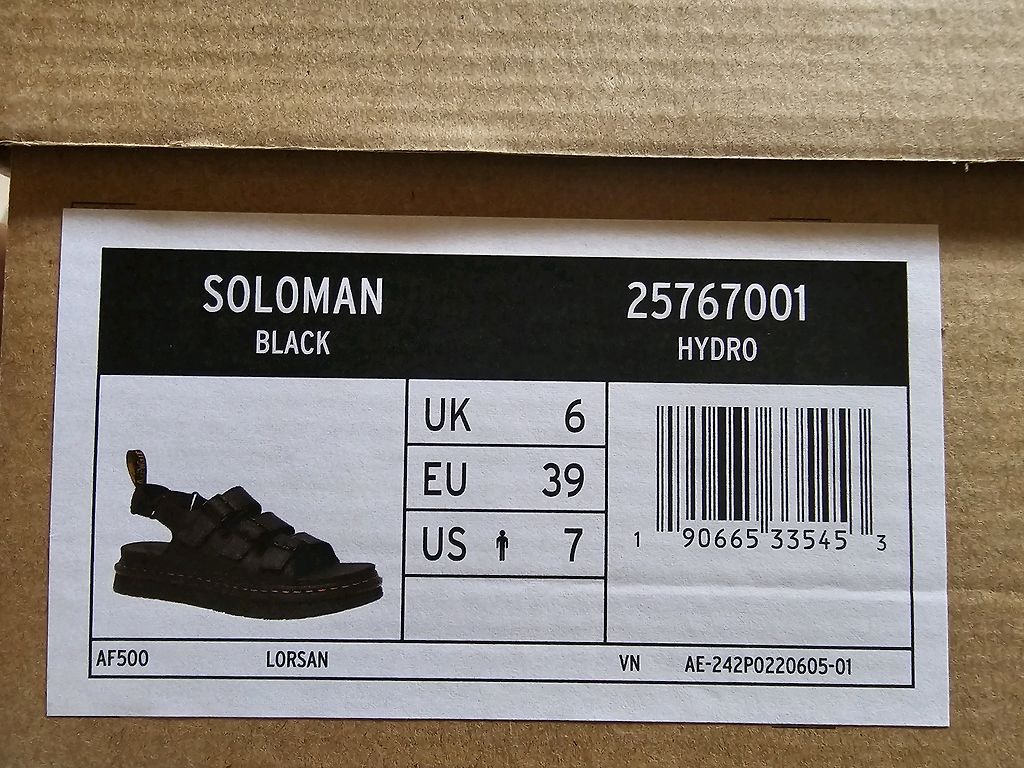 SOLOMAN
BLACK
25767001
HYDRO
UK 6
EU 39
US 7
1 90665 33545 3
AF500 LORSAN VN AE-242P0220605-01